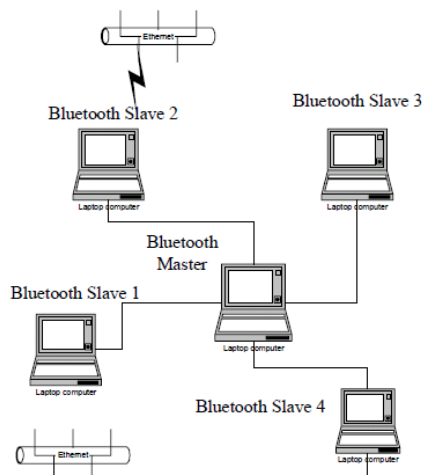 Ethernet
Bluetooth Slave 2
Bluetooth Slave 3
Laptop computer
Laptop computer
Bluetooth
Master
Bluetooth Slave 1
Laptop computer
Laptop computer
Bluetooth Slave 4
Ethernet
Laptop computer